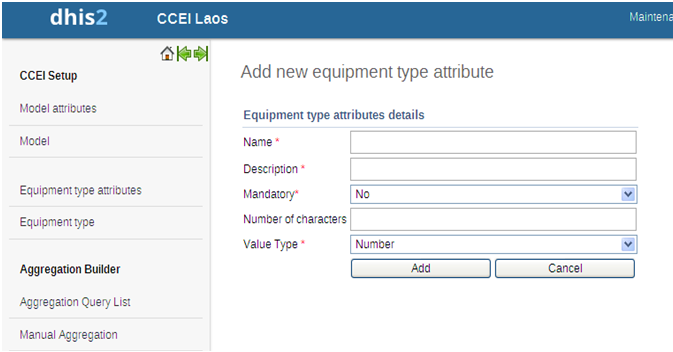 dhis2 CCEI Laos Maintena
CCEI Setup
Model attributes
Model
Equipment type attributes
Equipment type
Aggregation Builder
Aggregation Query List
Manual Aggregation
Add new equipment type attribute
Equipment type attributes details
Name *
Description *
Mandatory* No
Number of characters
Value Type * Number
Add Cancel